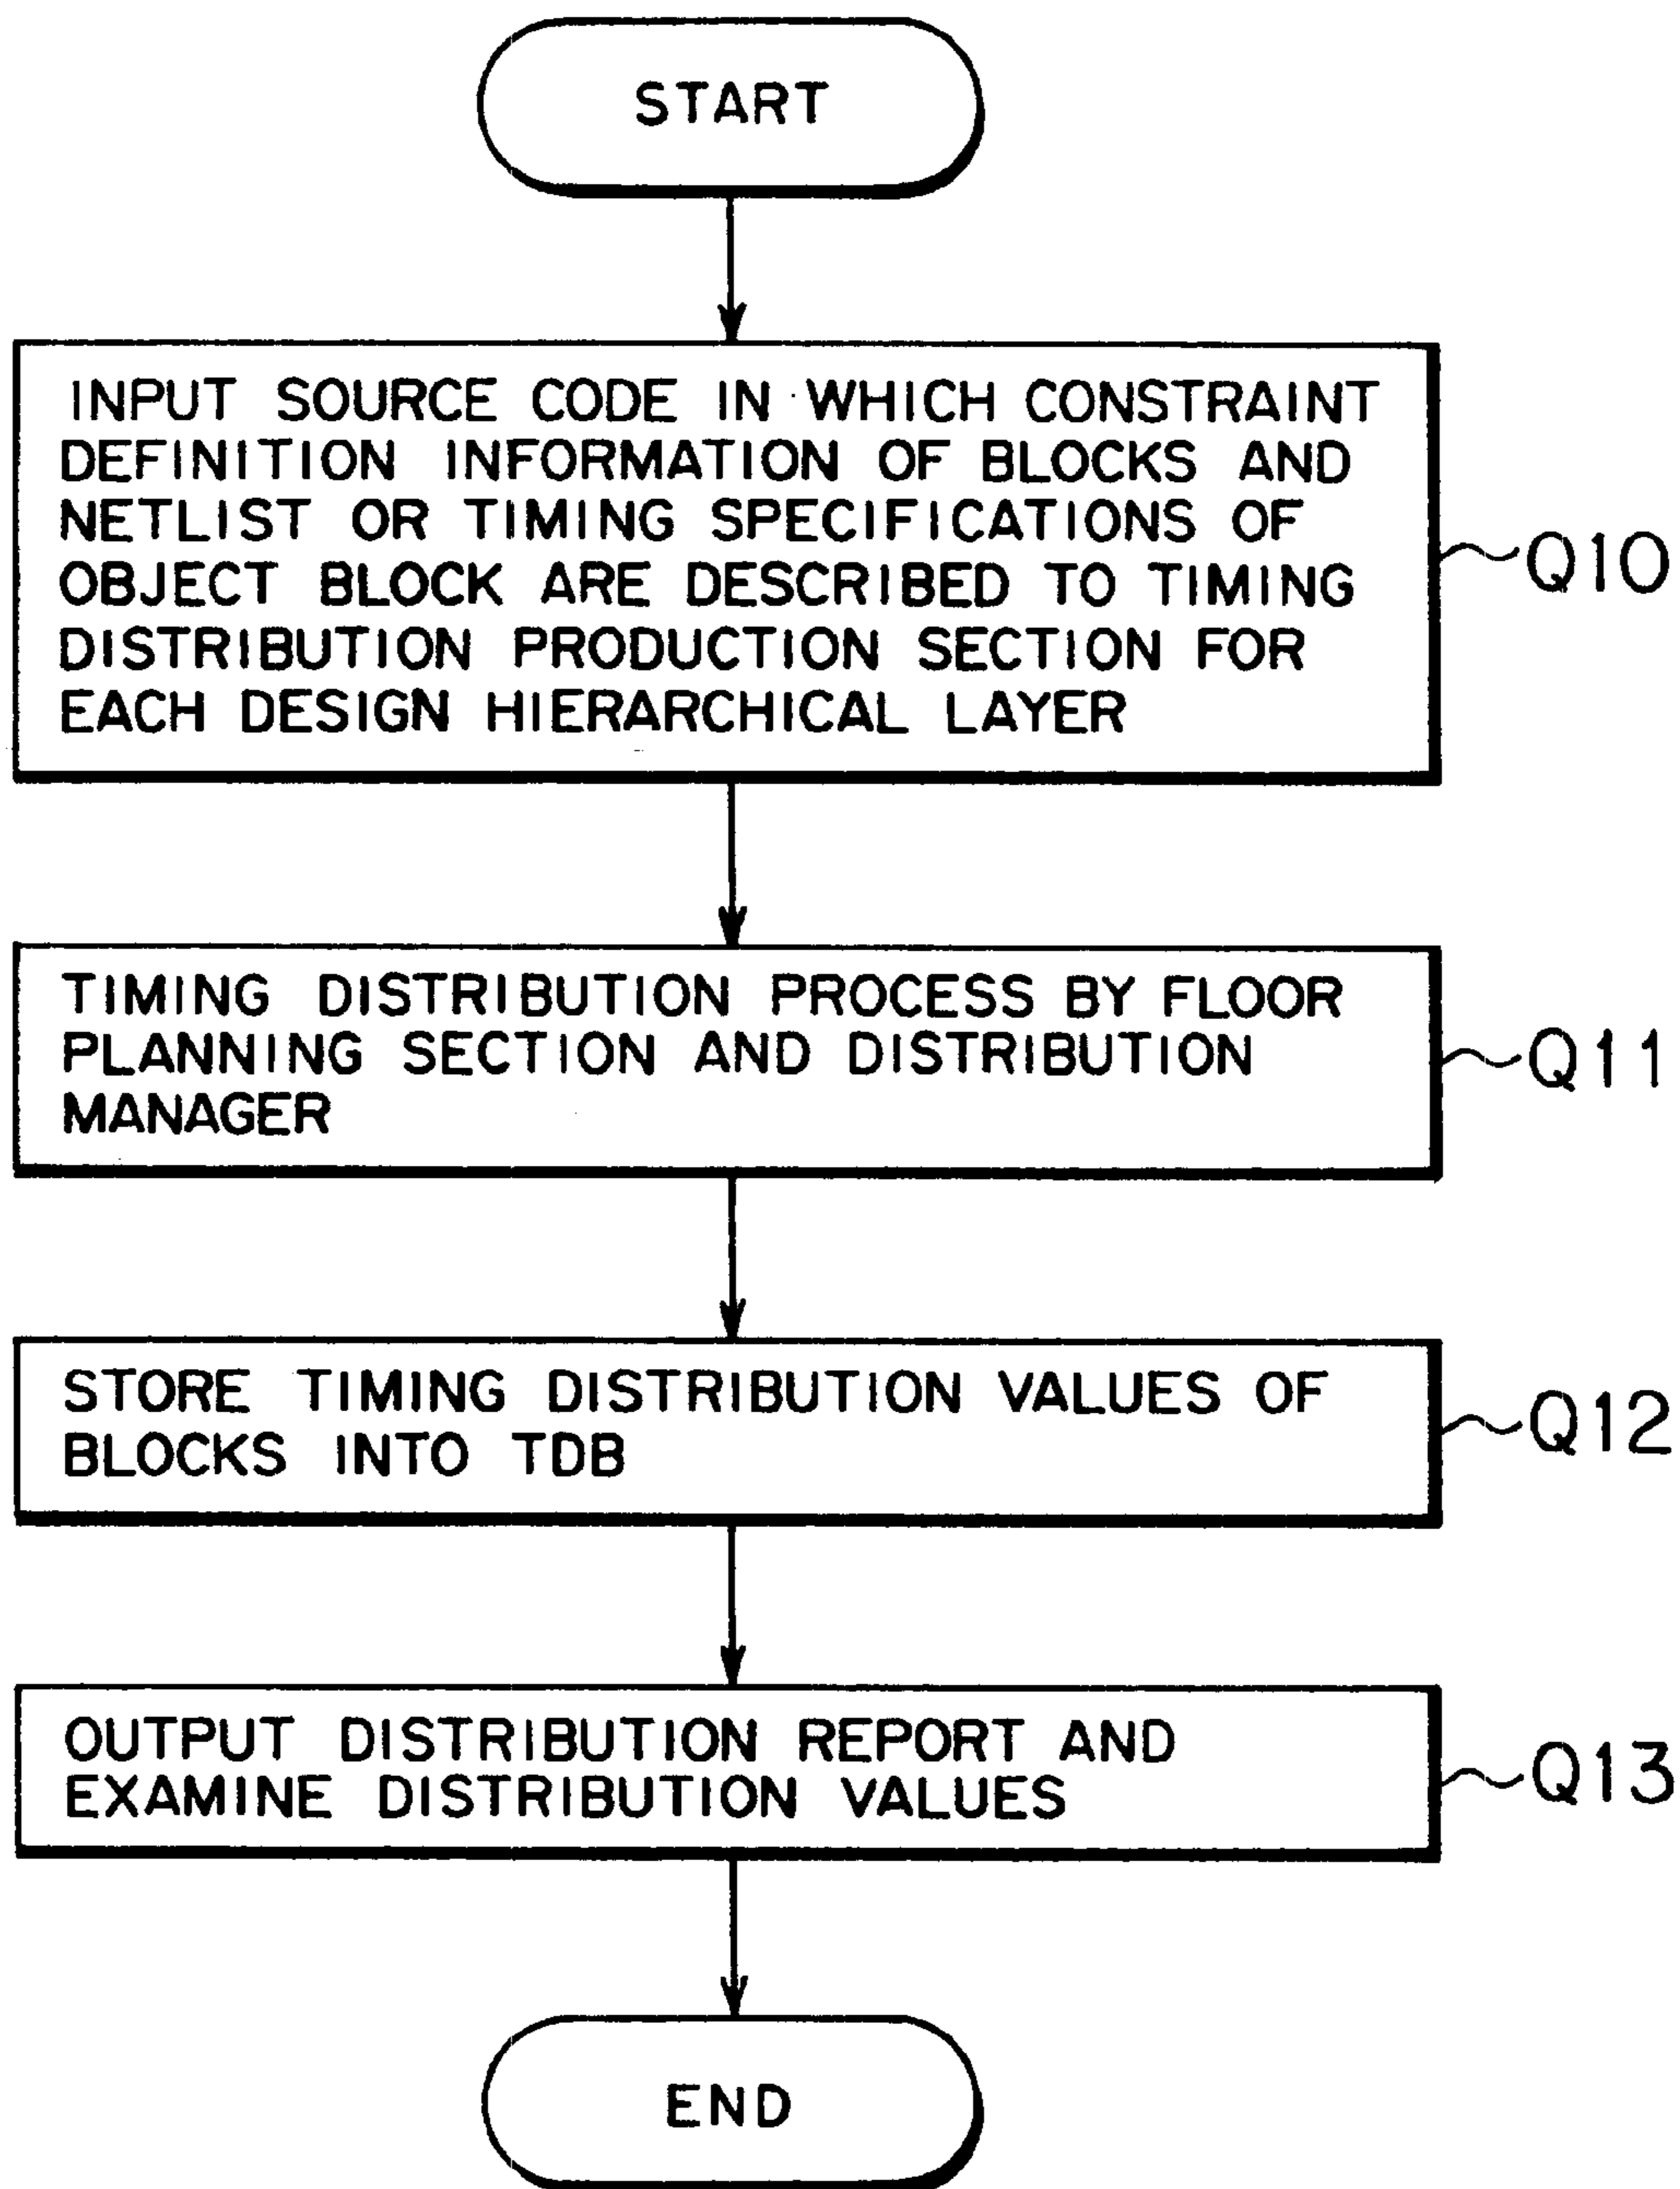 START
INPUT SOURCE CODE IN WHICH CONSTRAINT
DEFINITION INFORMATION OF BLOCKS AND
NETLIST OR TIMING SPECIFICATIONS OF
OBJECT BLOCK ARE DESCRIBED TO TIMING
DISTRIBUTION PRODUCTION SECTION FOR
EACH DESIGN HIERARCHICAL LAYER
Q10
TIMING DISTRIBUTION PROCESS BY FLOOR
PLANNING SECTION AND DISTRIBUTION
MANAGER
Q11
STORE TIMING DISTRIBUTION VALUES OF
BLOCKS INTO TDB
Q12
OUTPUT DISTRIBUTION REPORT AND
EXAMINE DISTRIBUTION VALUES
Q13
END